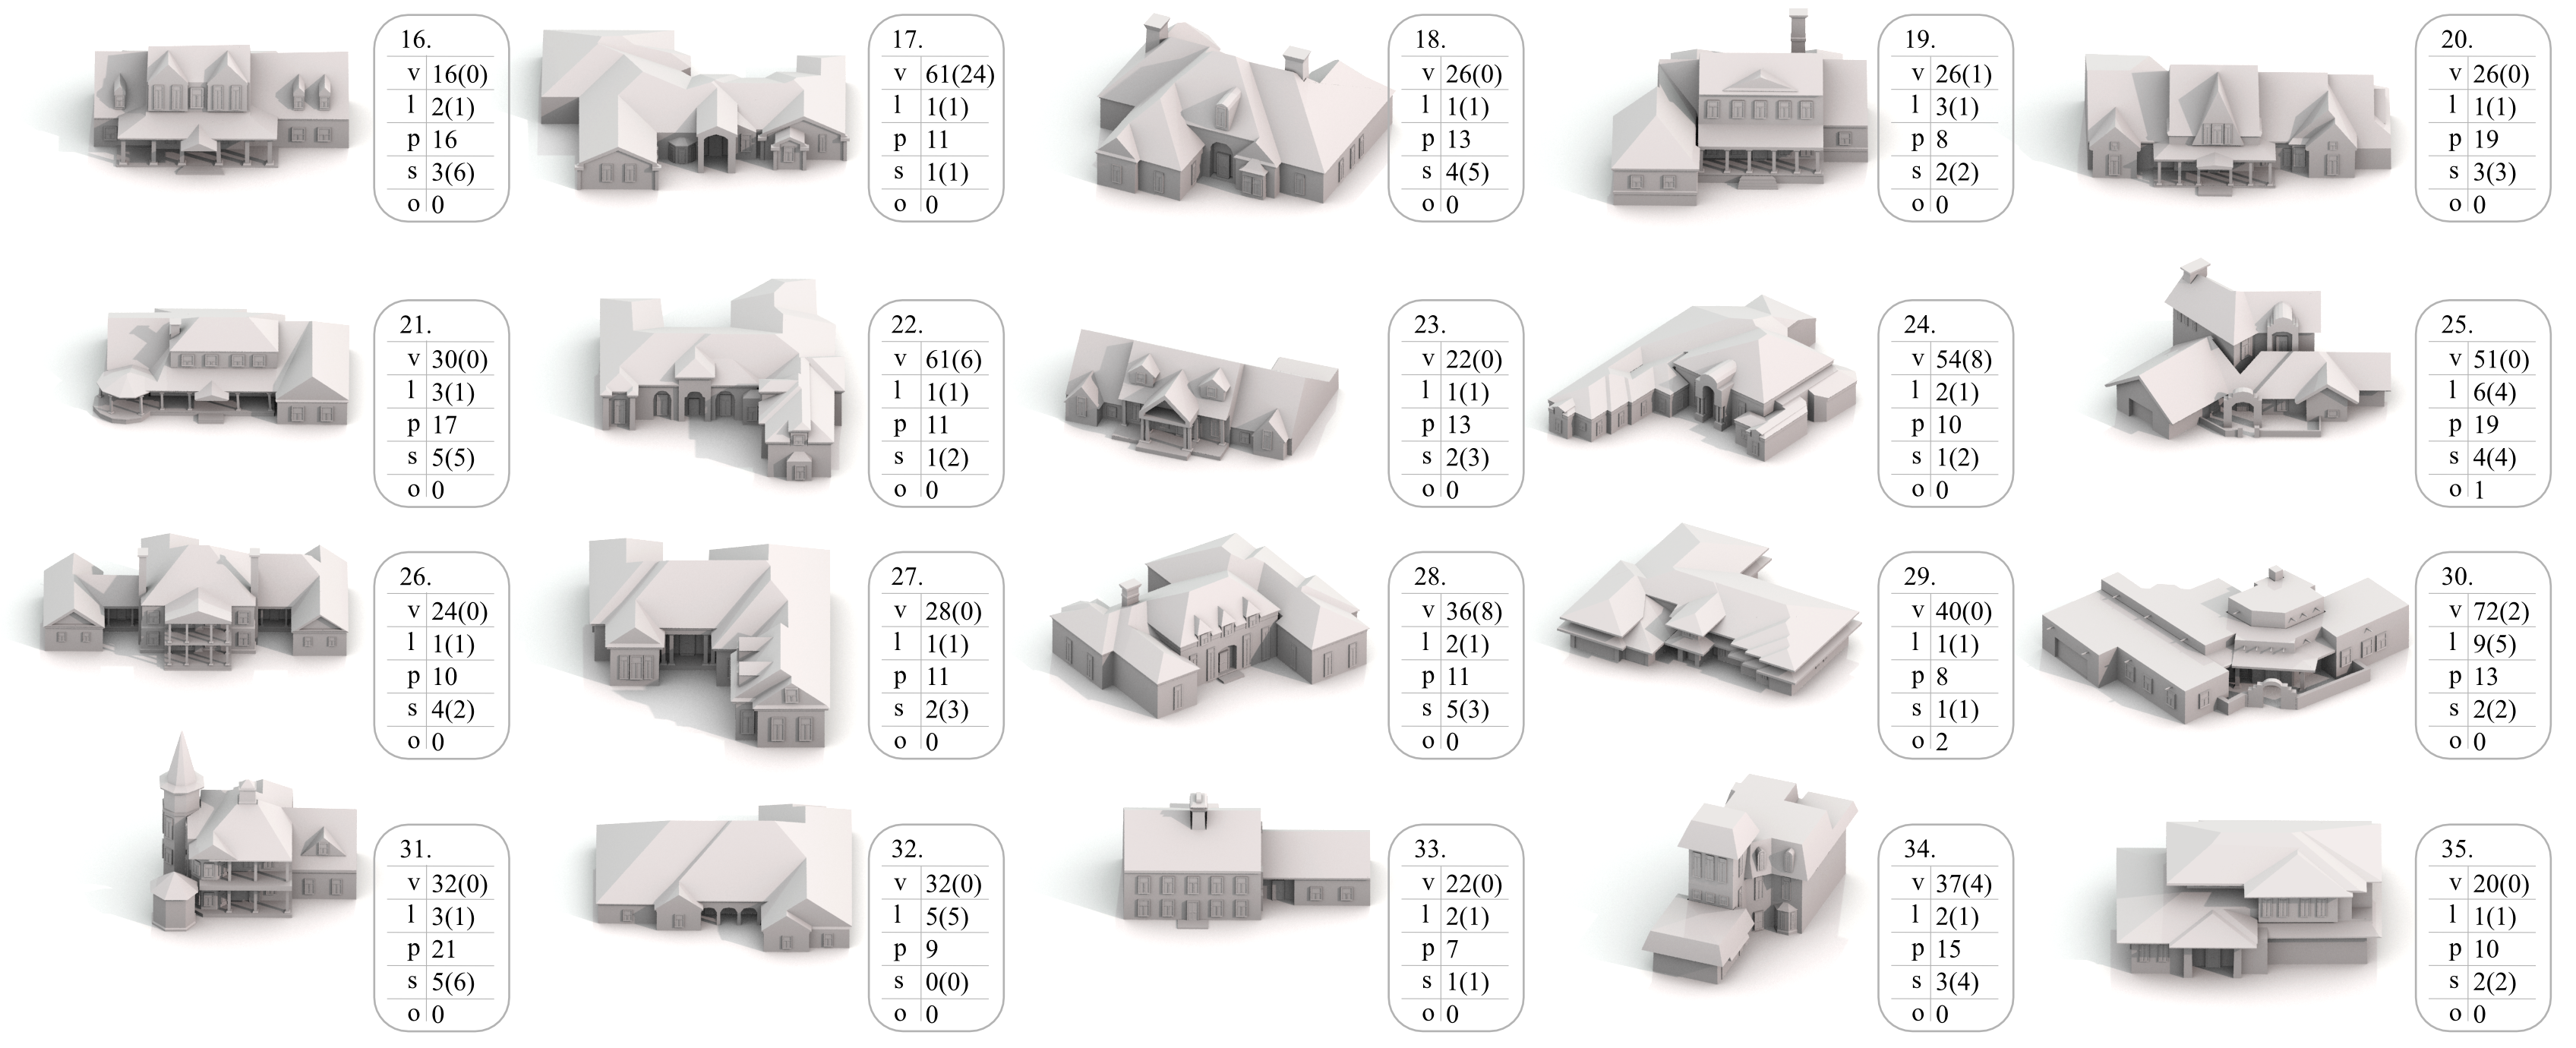 16.
v 16(0)
l 2(1)
p 16
s 3(6)
o 0
17.
v 61(24)
l 1(1)
p 11
s 1(1)
o 0
18.
v 26(0)
l 1(1)
p 13
s 4(5)
o 0
19.
v 26(1)
l 3(1)
p 8
s 2(2)
o 0
20.
v 26(0)
l 1(1)
p 19
s 3(3)
o 0
21.
v 30(0)
l 3(1)
p 17
s 5(5)
o 0
22.
v 61(6)
l 1(1)
p 11
s 1(2)
o 0
23.
v 22(0)
l 1(1)
p 13
s 2(3)
o 0
24.
v 54(8)
l 2(1)
p 10
s 1(2)
o 0
25.
v 51(0)
l 6(4)
p 19
s 4(4)
o 1
26.
v 24(0)
l 1(1)
p 10
s 4(2)
o 0
27.
v 28(0)
l 1(1)
p 11
s 2(3)
o 0
28.
v 36(8)
l 2(1)
p 11
s 5(3)
o 0
29.
v 40(0)
l 1(1)
p 8
s 1(1)
o 2
30.
v 72(2)
l 9(5)
p 13
s 2(2)
o 0
31.
v 32(0)
l 3(1)
p 21
s 5(6)
o 0
32.
v 32(0)
l 5(5)
p 9
s 0(0)
o 0
33.
v 22(0)
l 2(1)
p 7
s 1(1)
o 0
34.
v 37(4)
l 2(1)
p 15
s 3(4)
o 0
35.
v 20(0)
l 1(1)
p 10
s 2(2)
o 0